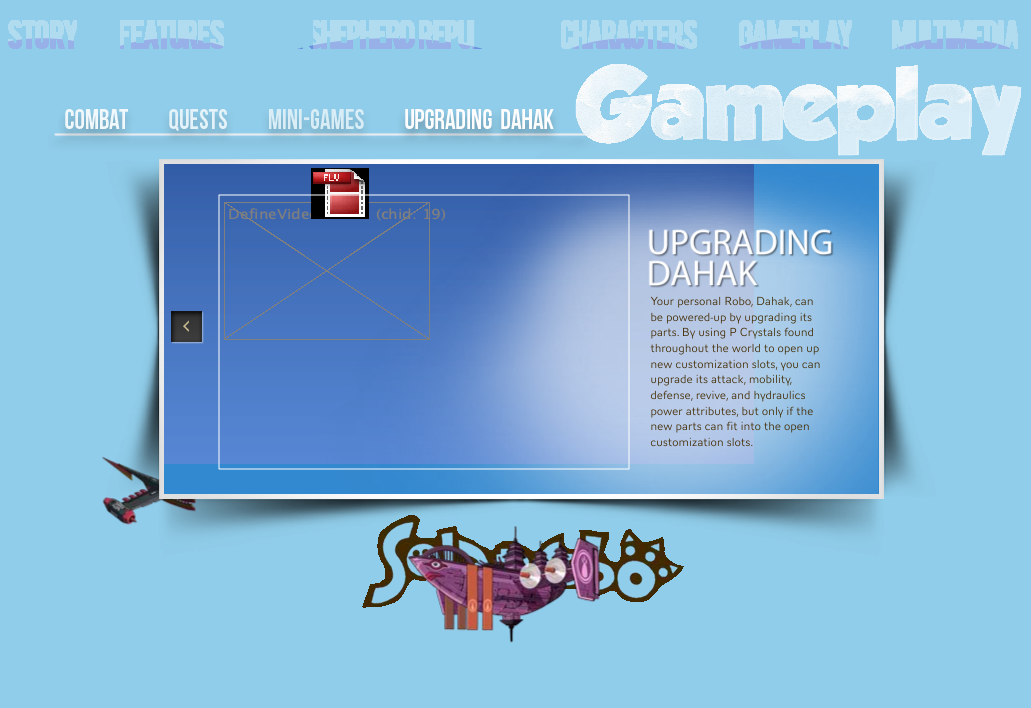 STORY FEATURES SHEPHERD REPU CHARACTERS GAMEPLAY MULTIMEDIA
Gameplay
COMBAT QUESTS MINI-GAMES UPGRADING DAHAK
FLV
(chid: 19)
UPGRADING
DAHAK
Your personal Robo, Dahak, can
be powered-up by upgrading its
parts. By using P Crystals found
throughout the world to open up
new customization slots, you can
upgrade its attack, mobility,
defense, revive, and hydraulics
power attributes, but only if the
new parts can fit into the open
customization slots.